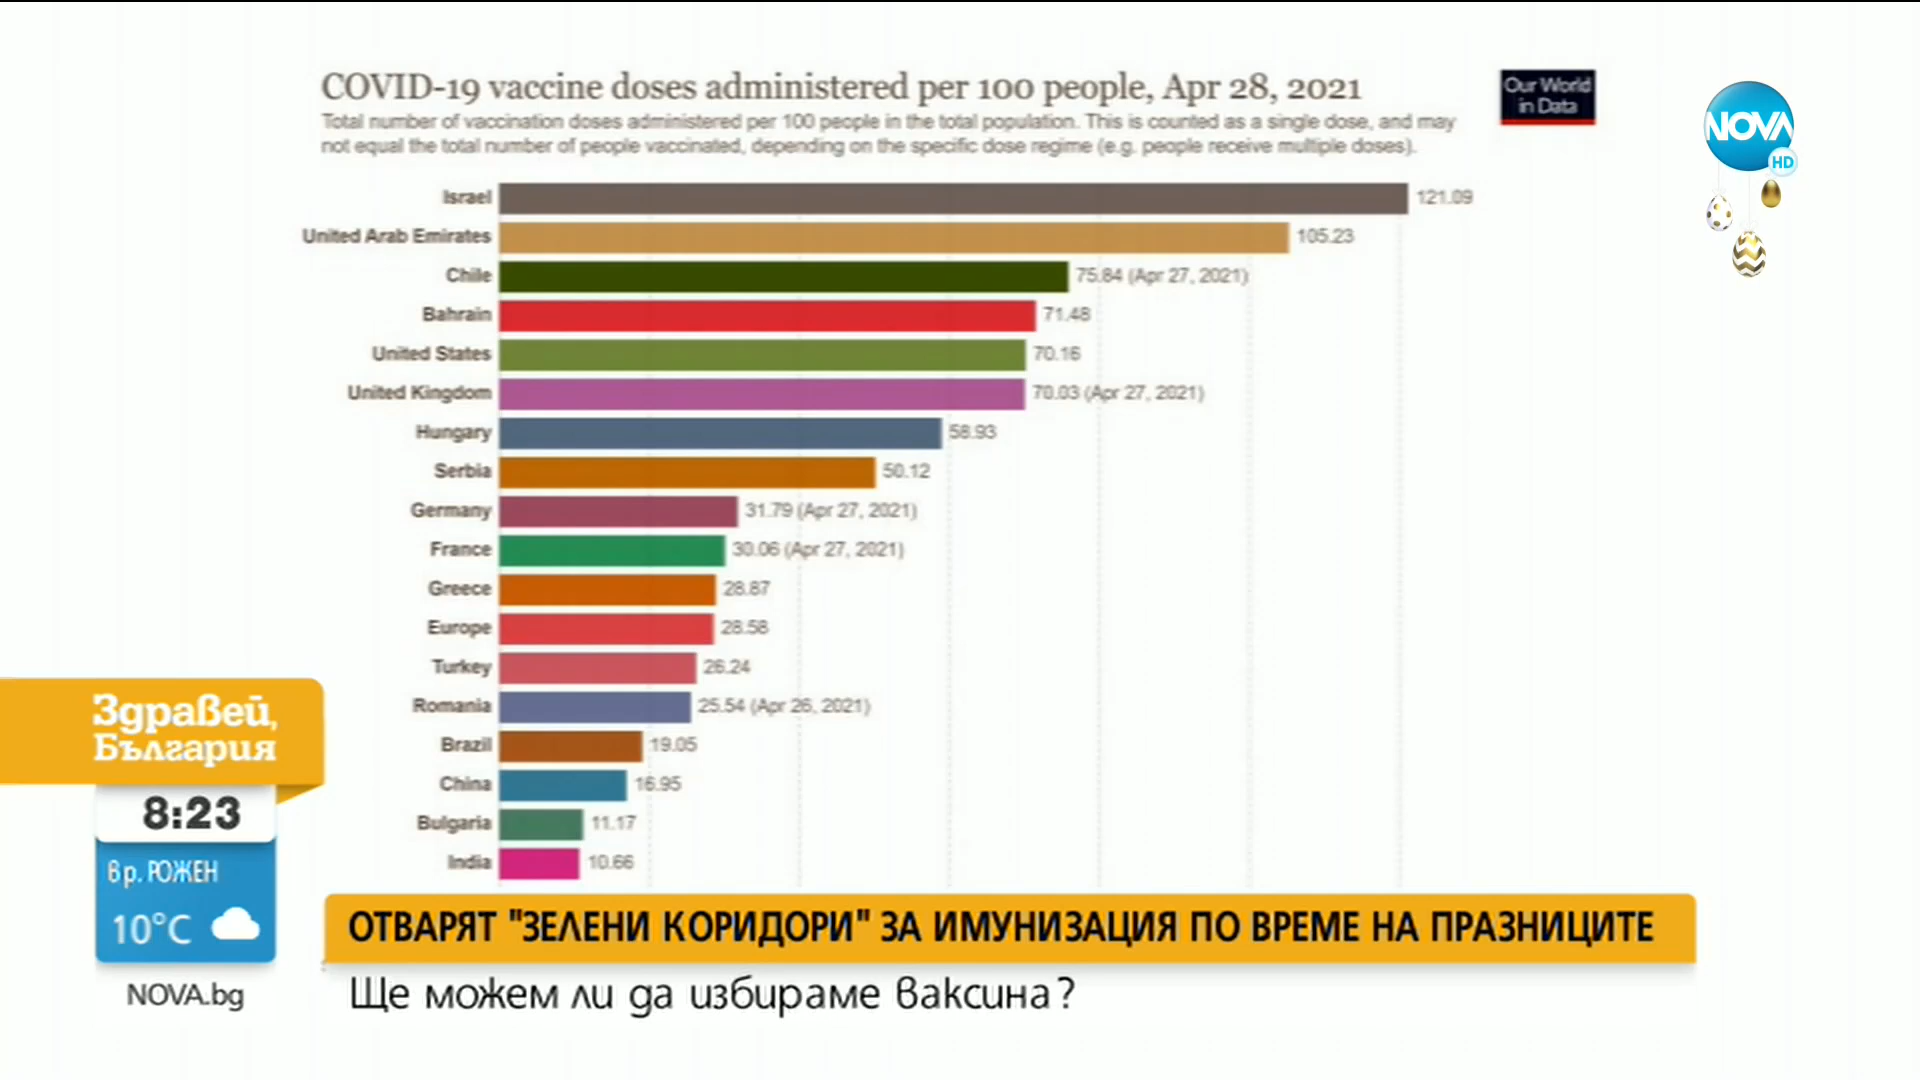 COVID-19 vaccine doses administered per 100 people, Apr 28, 2021
Total number of vaccination doses administered per 100 people in the total population. This is counted as a single dose, and may
not equal the total number of people vaccinated, depending on the specific dose regime (e.g. people receive multiple doses).
Our World
in Data
NOVA
HD
Israel 121.09
United Arab Emirates 105.23
Chile 75.84 (Apr 27, 2021)
Bahrain 71.48
United States 70.16
United Kingdom 70.03 (Apr 27, 2021)
Hungary 58.93
Serbia 50.12
Germany 31.79 (Apr 27, 2021)
France 30.06 (Apr 27, 2021)
Greece 28.87
Europe 28.58
Turkey 26.24
Romania 25.54 (Apr 26, 2021)
Brazil 19.05
China 16.95
Bulgaria 11.17
India 10.66
Здравей,
България
8:23
вр. РОЖЕН
10°C
NOVA.bg
ОТВАРЯТ "ЗЕЛЕНИ КОРИДОРИ" ЗА ИМУНИЗАЦИЯ ПО ВРЕМЕ НА ПРАЗНИЦИТЕ
Ще можем ли да избираме ваксина?